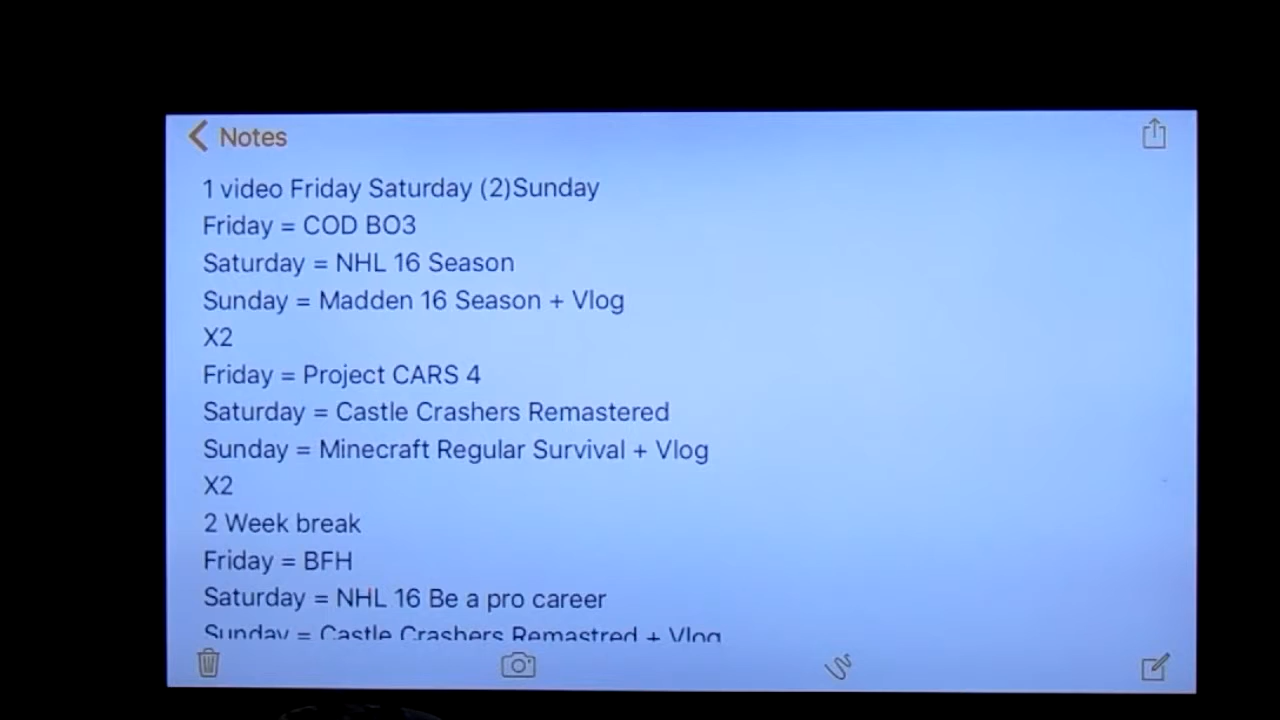 Notes
1 video Friday Saturday (2)Sunday
Friday = COD BO3
Saturday = NHL 16 Season
Sunday = Madden 16 Season + Vlog
X2
Friday = Project CARS 4
Saturday = Castle Crashers Remastered
Sunday = Minecraft Regular Survival + Vlog
X2
2 Week break
Friday = BFH
Saturday = NHL 16 Be a pro career
Sunday = Castle Crashers Remastred + Vlog